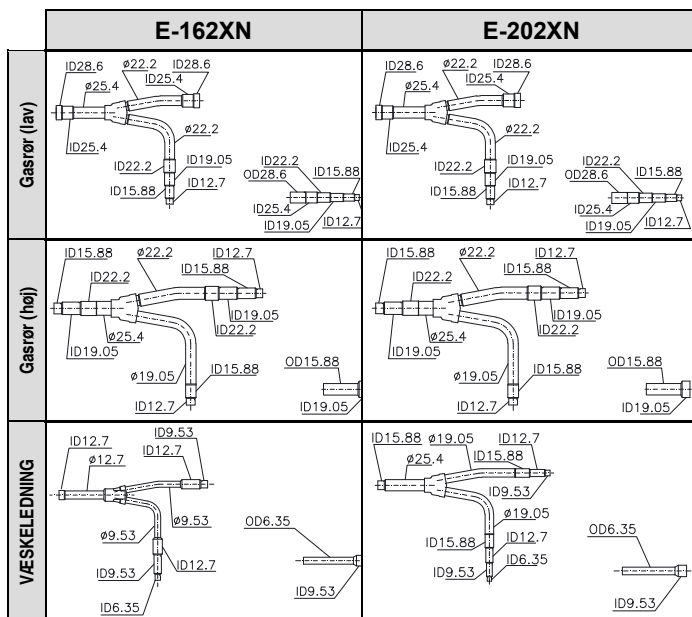 E-162XN
E-202XN
Gasrør (lav)
ID28.6
ø25.4
ø22.2
ID28.6
ID25.4
ID25.4
ø22.2
ID22.2
ID19.05
ID15.88
ID12.7
ID22.2
ID15.88
OD28.6
ID25.4
ID19.05
ID12.7
ID28.6
ø25.4
ø22.2
ID28.6
ID25.4
ID25.4
ø22.2
ID22.2
ID19.05
ID15.88
ID12.7
ID22.2
ID15.88
OD28.6
ID25.4
ID19.05
ID12.7
Gasrør (høj)
ID15.88
ID22.2
ø22.2
ID12.7
ID15.88
ID19.05
ø25.4
ID19.05
ID22.2
ø19.05
ID15.88
ID12.7
OD15.88
ID19.05
ID15.88
ID22.2
ø22.2
ID12.7
ID15.88
ID19.05
ø25.4
ID19.05
ID22.2
ø19.05
ID15.88
ID12.7
OD15.88
ID19.05
VÆSKELEDNING
ID12.7
ø12.7
ID9.53
ID12.7
ø9.53
ø9.53
ID9.53
ID12.7
ID6.35
OD6.35
ID9.53
ID15.88
ø25.4
ø19.05
ID12.7
ID15.88
ID9.53
ø19.05
ID15.88
ID12.7
ID9.53
ID6.35
OD6.35
ID9.53